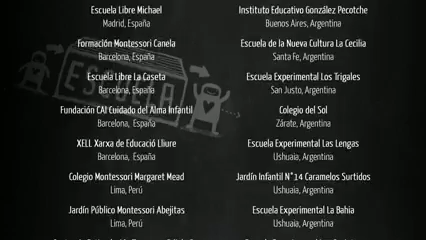 Escuela Libre Michael
Madrid, España
Formación Montessori Canela
Barcelona, España
Escuela Libre La Caseta
Barcelona, España
Fundación CAI Cuidado del Alma Infantil
Barcelona, España
XELL Xarxa de Educació Lliure
Barcelona, España
Colegio Montessori Margaret Mead
Lima, Perú
Jardín Público Montessori Abejitas
Lima, Perú
Instituto Educativo González Pecotche
Buenos Aires, Argentina
Escuela de la Nueva Cultura La Cecilia
Santa Fe, Argentina
Escuela Experimental Los Trigales
San Justo, Argentina
Colegio del Sol
Zárate, Argentina
Escuela Experimental Las Lengas
Ushuaia, Argentina
Jardín Infantil N°14 Caramelos Surtidos
Ushuaia, Argentina
Escuela Experimental La Bahia
Ushuaia, Argentina
ESCUELA